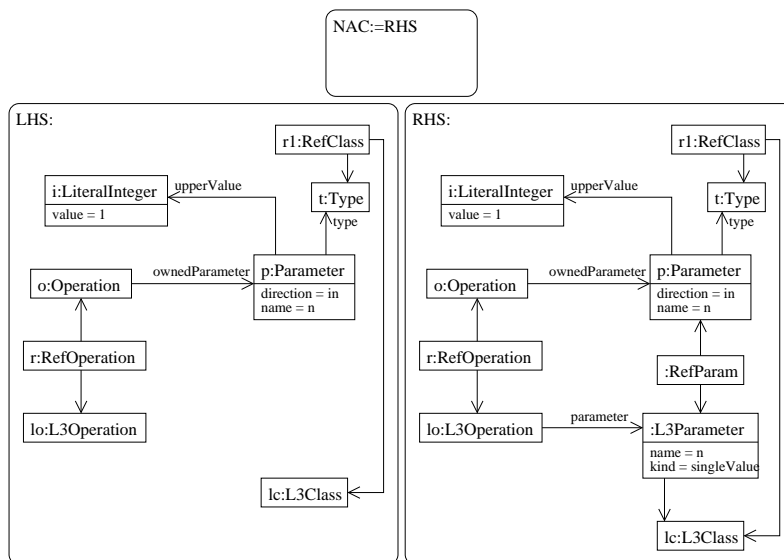 NAC:=RHS
LHS:
r1:RefClass
i:LiteralInteger
value = 1
upperValue
t:Type
type
ownedParameter
p:Parameter
direction = in
name = n
o:Operation
r:RefOperation
lo:L3Operation
lc:L3Class
RHS:
r1:RefClass
i:LiteralInteger
value = 1
upperValue
t:Type
type
ownedParameter
p:Parameter
direction = in
name = n
o:Operation
r:RefOperation
:RefParam
lo:L3Operation
parameter
:L3Parameter
name = n
kind = singleValue
lc:L3Class